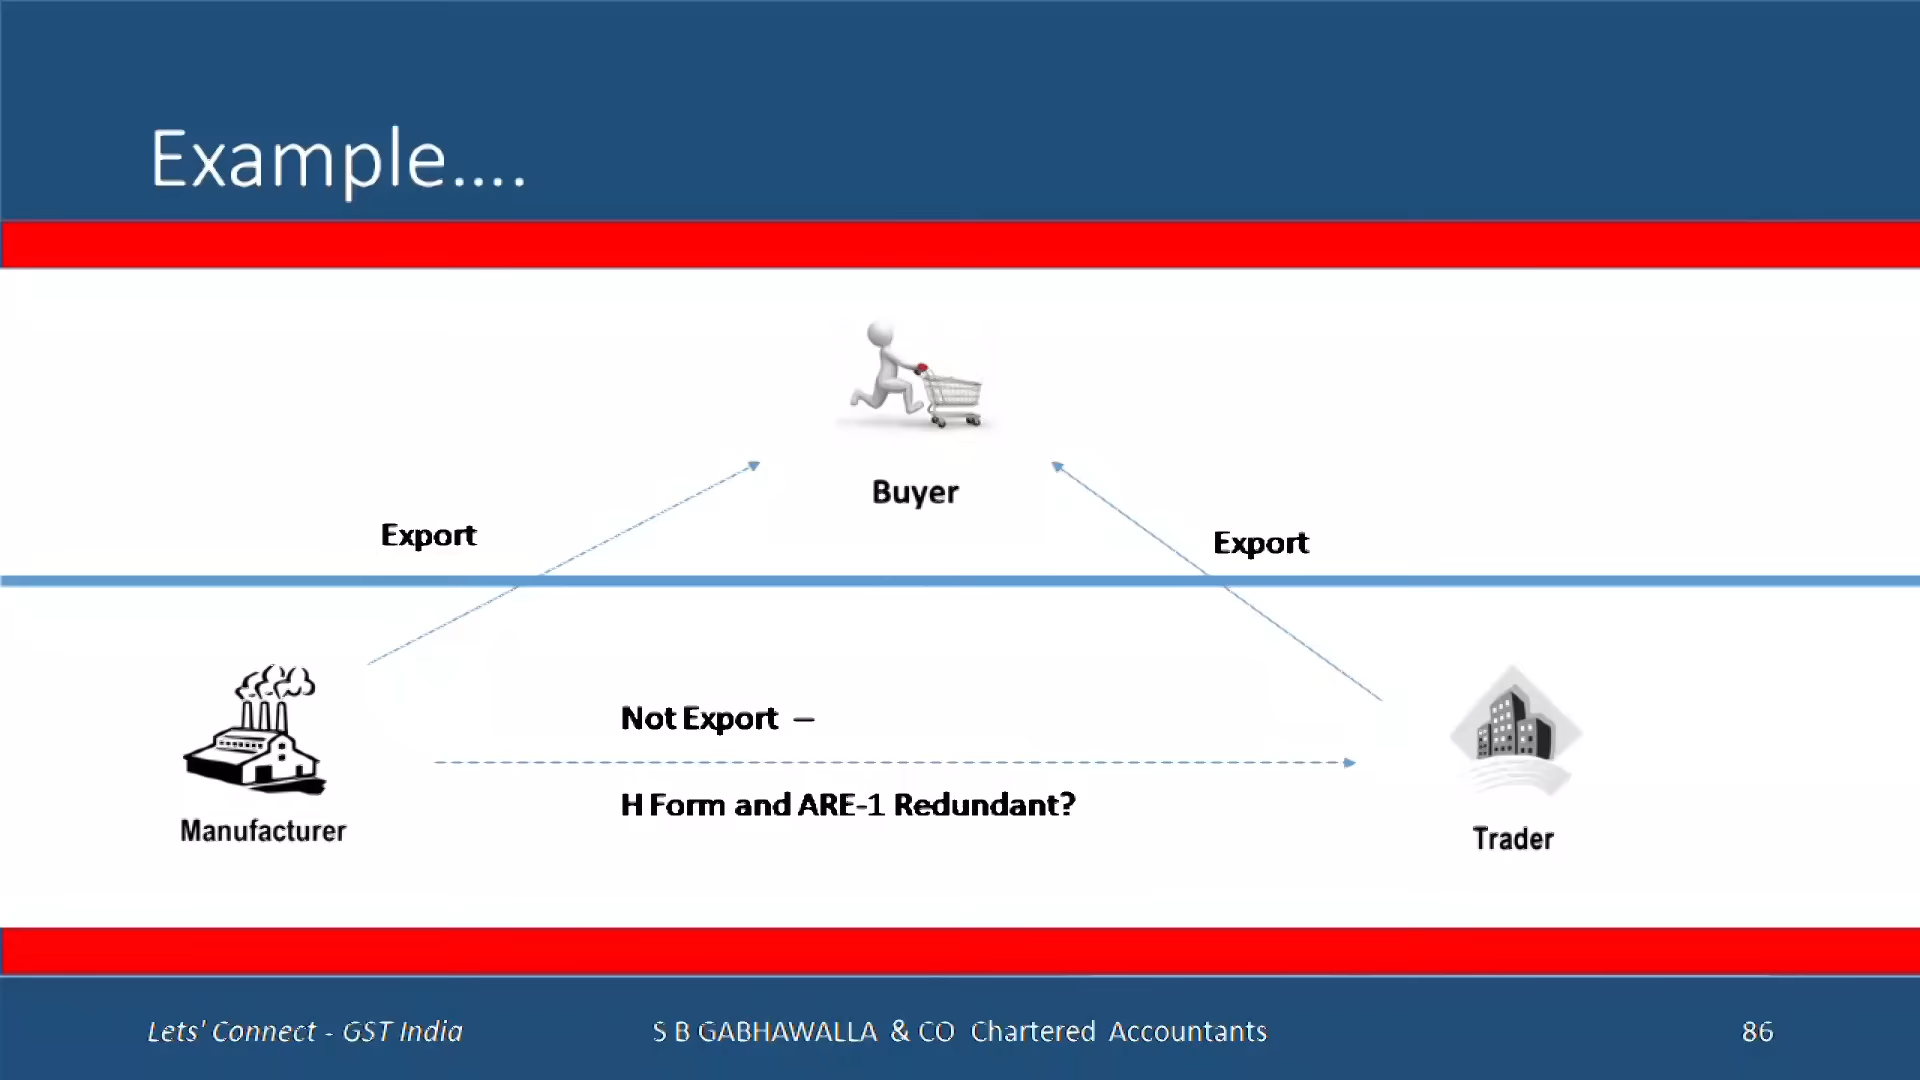 Example....
Buyer
Export
Export
Not Export –
H Form and ARE-1 Redundant?
Manufacturer
Trader
Lets' Connect - GST India
S B GABHAWALLA & CO Chartered Accountants
86